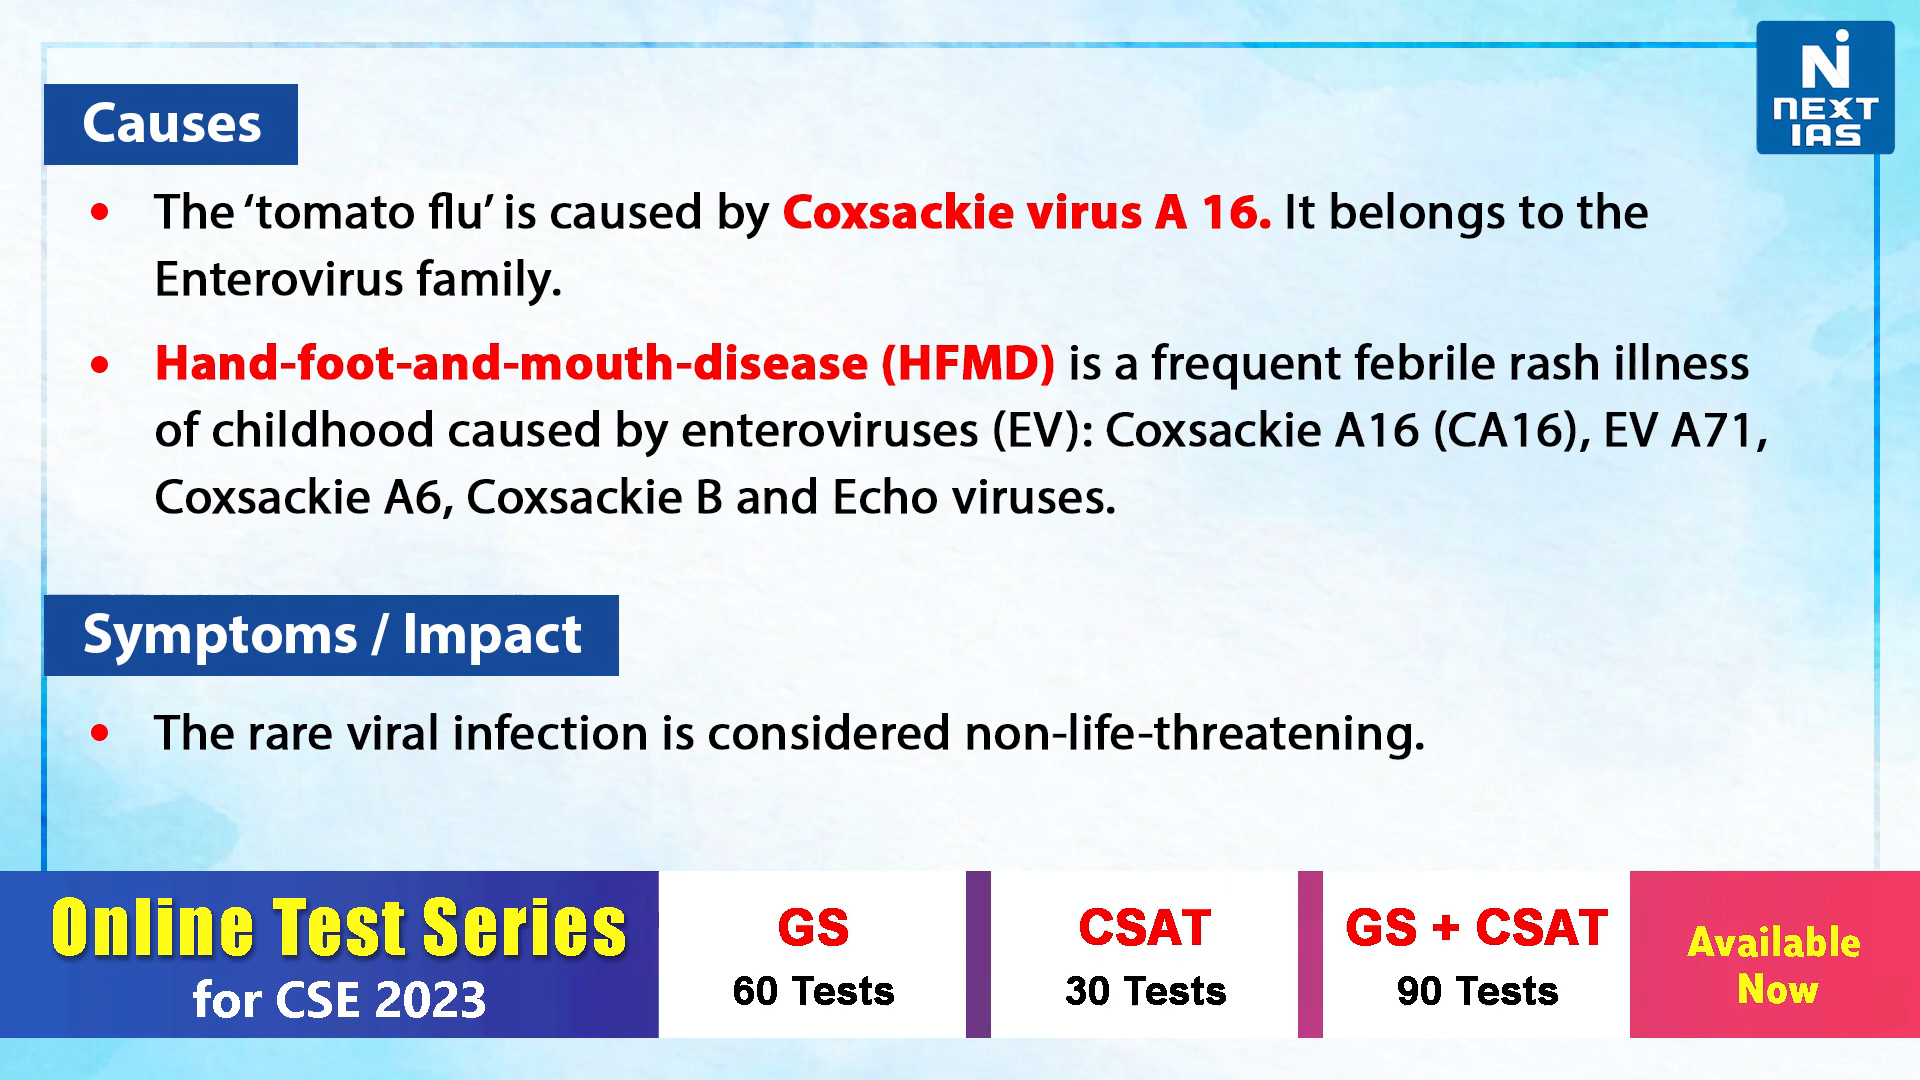 NEXT
IAS
Causes
• The ‘tomato flu’ is caused by Coxsackie virus A 16. It belongs to the
Enterovirus family.
• Hand-foot-and-mouth-disease (HFMD) is a frequent febrile rash illness
of childhood caused by enteroviruses (EV): Coxsackie A16 (CA16), EV A71,
Coxsackie A6, Coxsackie B and Echo viruses.
Symptoms / Impact
• The rare viral infection is considered non-life-threatening.
Online Test Series
for CSE 2023
GS
60 Tests
CSAT
30 Tests
GS + CSAT
90 Tests
Available
Now